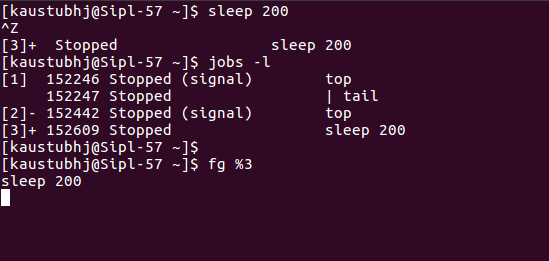 [kaustubhj@Sipl-57 ~]$ sleep 200
^Z
[3]+  Stopped                 sleep 200
[kaustubhj@Sipl-57 ~]$ jobs -l
[1]  152246 Stopped (signal)        top
     152247 Stopped                 | tail
[2]- 152442 Stopped (signal)        top
[3]+ 152609 Stopped                 sleep 200
[kaustubhj@Sipl-57 ~]$
[kaustubhj@Sipl-57 ~]$ fg %3
sleep 200